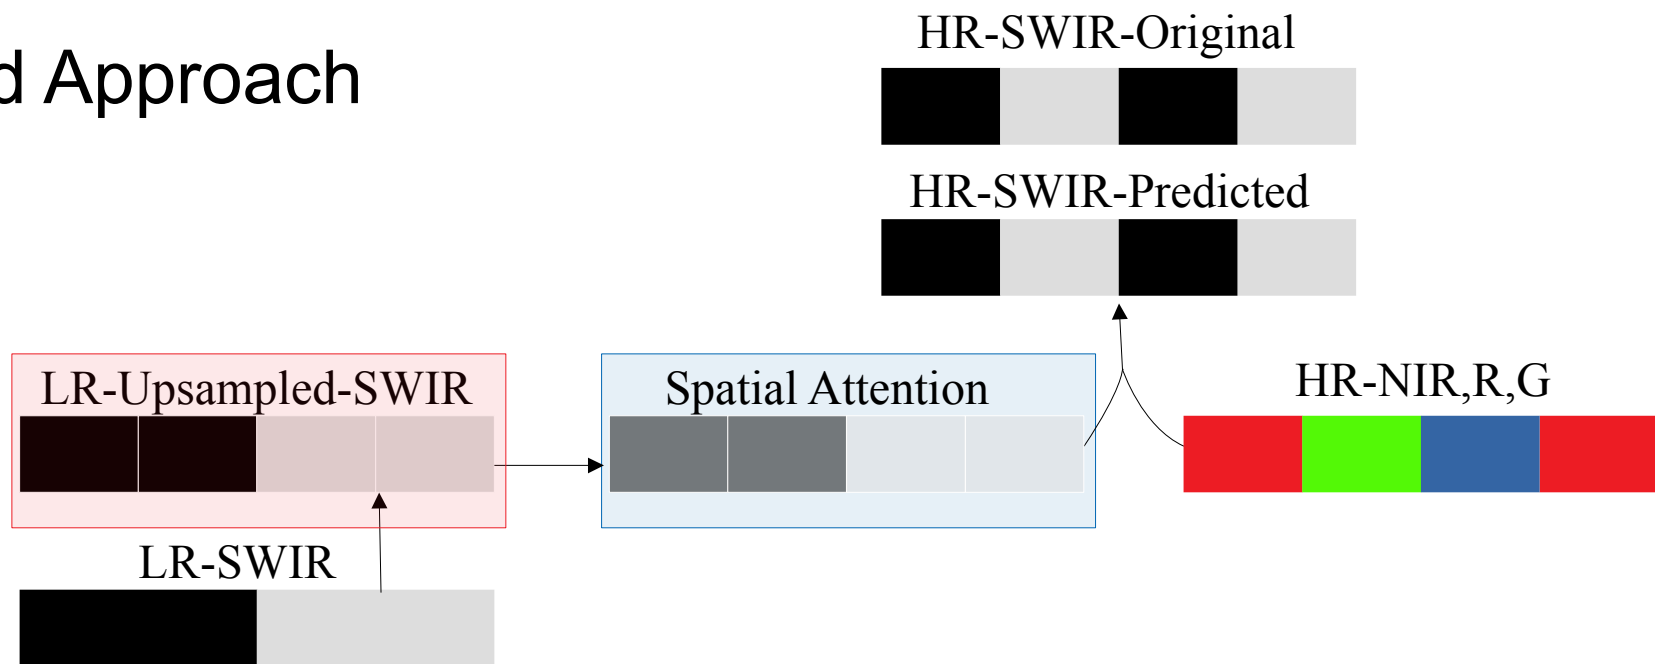 d Approach
HR-SWIR-Original
HR-SWIR-Predicted
LR-Upsampled-SWIR
Spatial Attention
HR-NIR,R,G
LR-SWIR